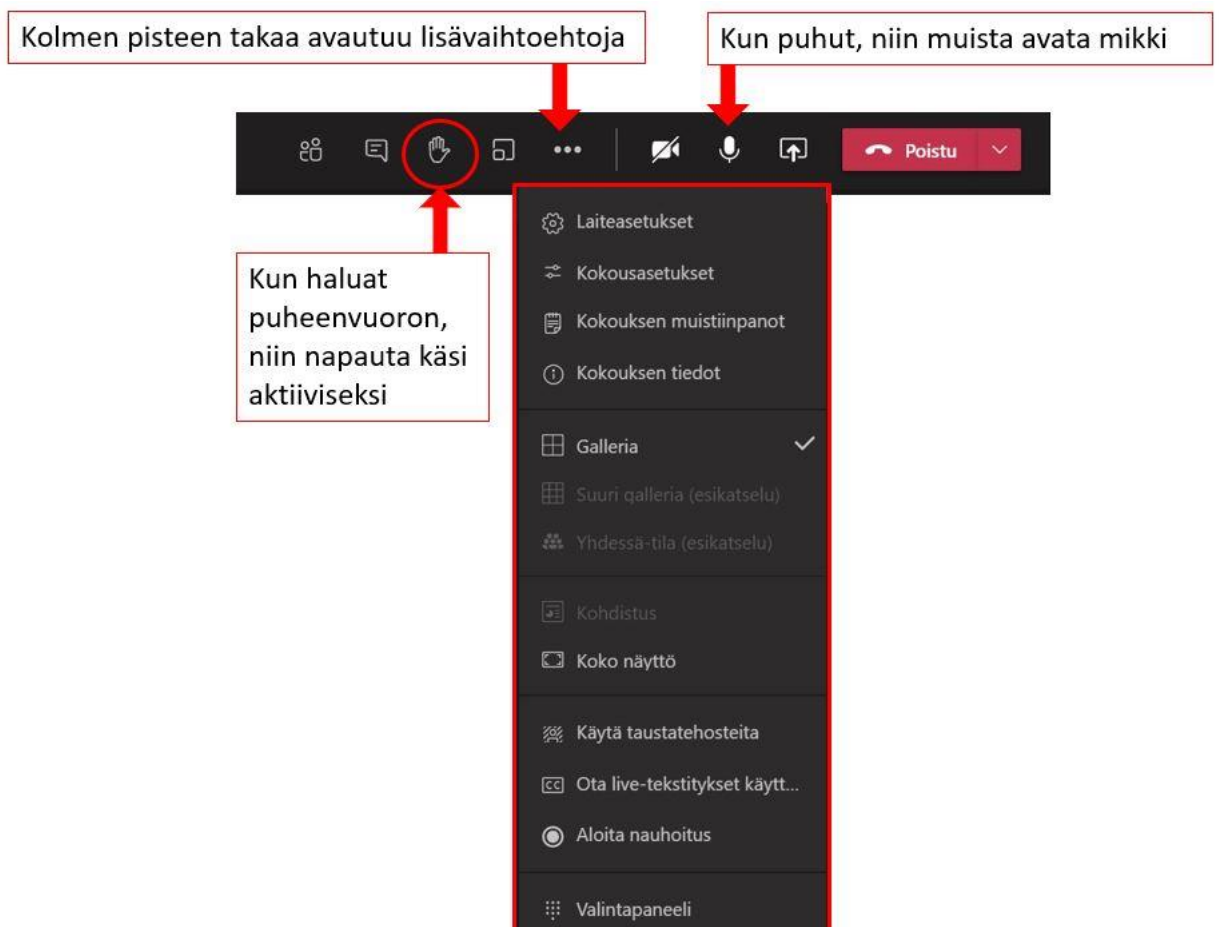 Kolmen pisteen takaa avautuu lisävaihtoehtoja
Kun puhut, niin muista avata mikki
Poistu
Kun haluat
puheenvuoron,
niin napauta käsi
aktiiviseksi
Laiteasetukset
Kokousasetukset
Kokouksen muistiinpanot
Kokouksen tiedot
Galleria
Suuri galleria (esikatselu)
Yhdessä-tila (esikatselu)
Kohdistus
Koko näyttö
Käytä taustatehosteita
CC Ota live-tekstitykset käytt...
Aloita nauhoitus
Valintapaneeli